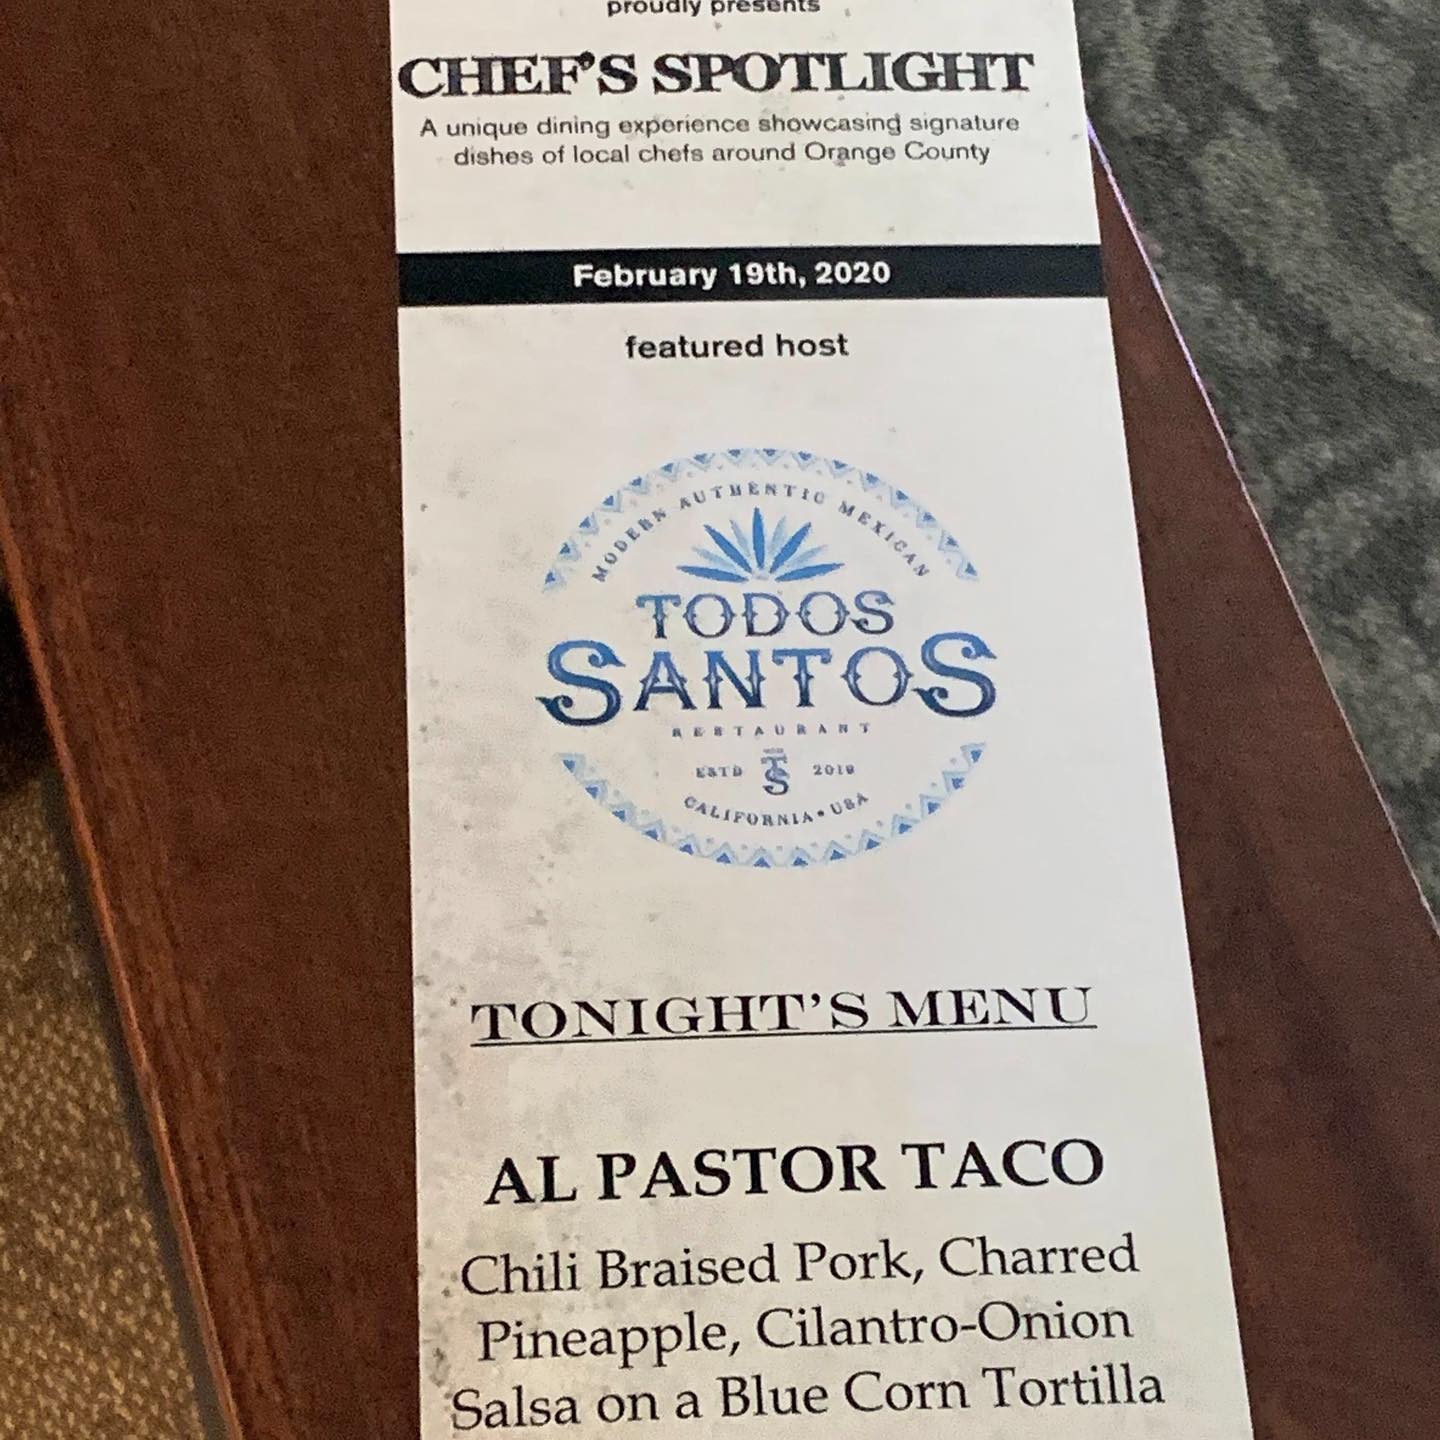 proudly presents
CHEF'S SPOTLIGHT
A unique dining experience showcasing signature
dishes of local chefs around Orange County
February 19th, 2020
featured host
MODERN AUTHENTIC MEXICAN
TODOS
SANTOS
RESTAURANT
ESTD TS 2019
CALIFORNIA • USA
TONIGHT'S MENU
AL PASTOR TACO
Chili Braised Pork, Charred
Pineapple, Cilantro-Onion
Salsa on a Blue Corn Tortilla